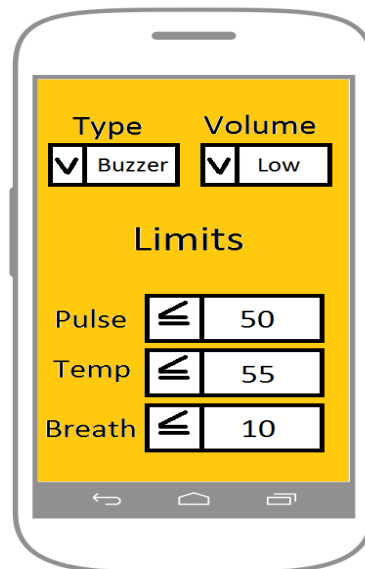 Type Volume
Buzzer Low
Limits
Pulse ≤ 50
Temp ≤ 55
Breath ≤ 10